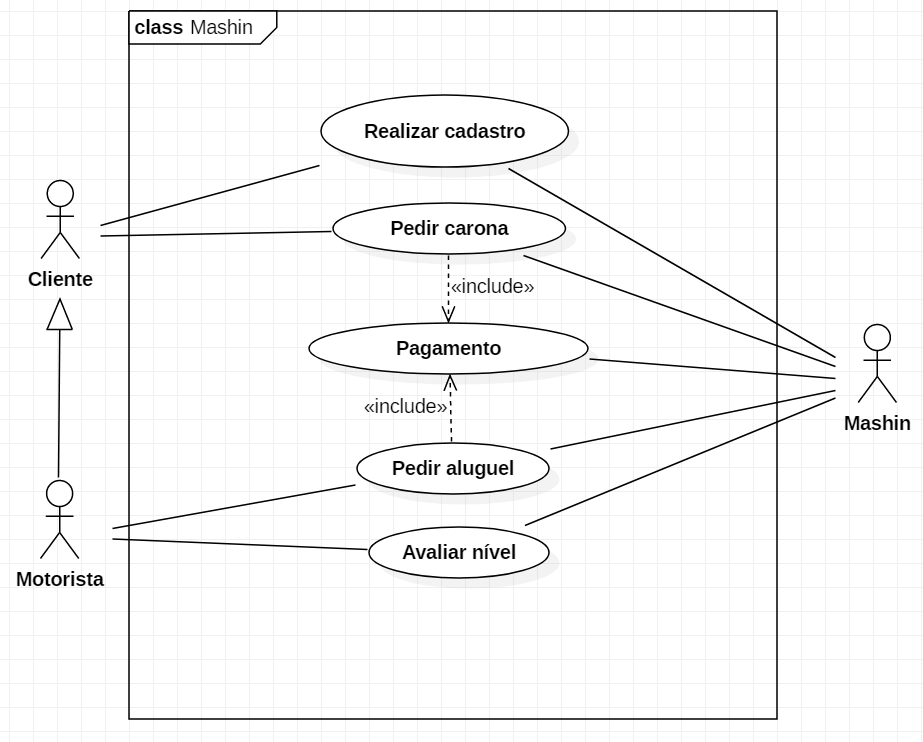 class Mashin
Realizar cadastro
Pedir carona
Cliente
«include»
Pagamento
«include»
Mashin
Pedir aluguel
Avaliar nível
Motorista